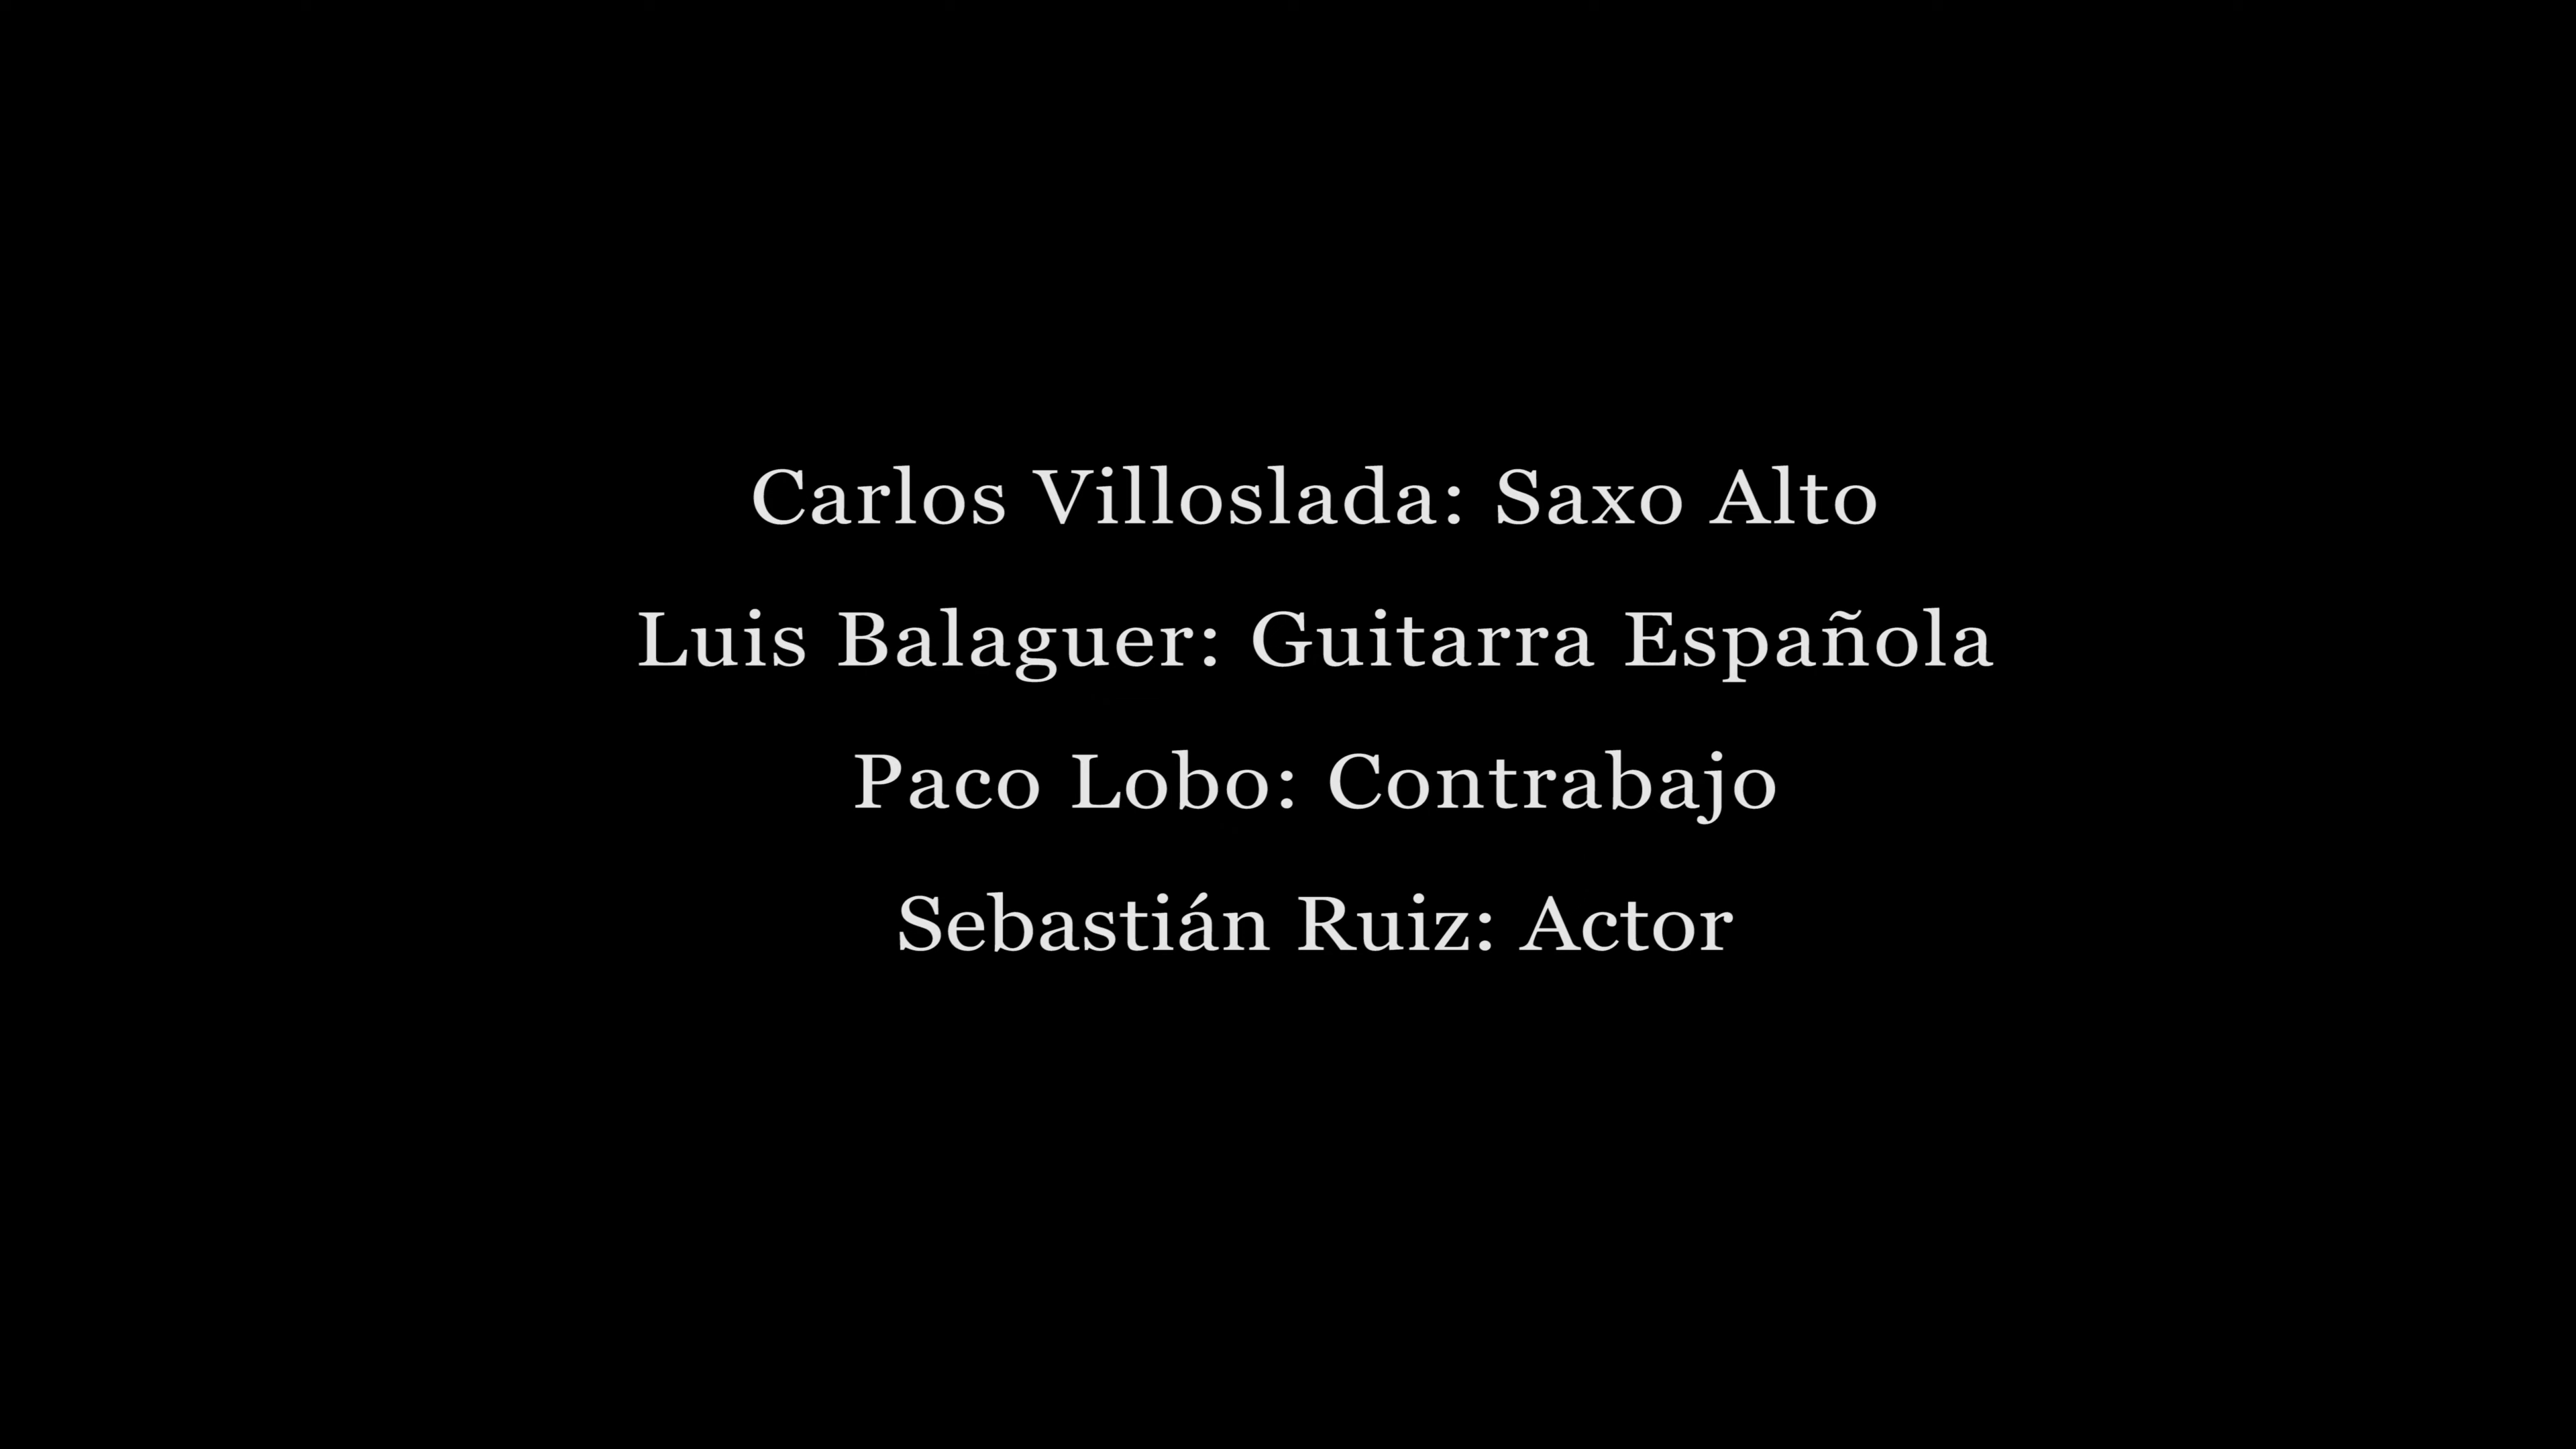 Carlos Villoslada: Saxo Alto
Luis Balaguer: Guitarra Española
Paco Lobo: Contrabajo
Sebastián Ruiz: Actor